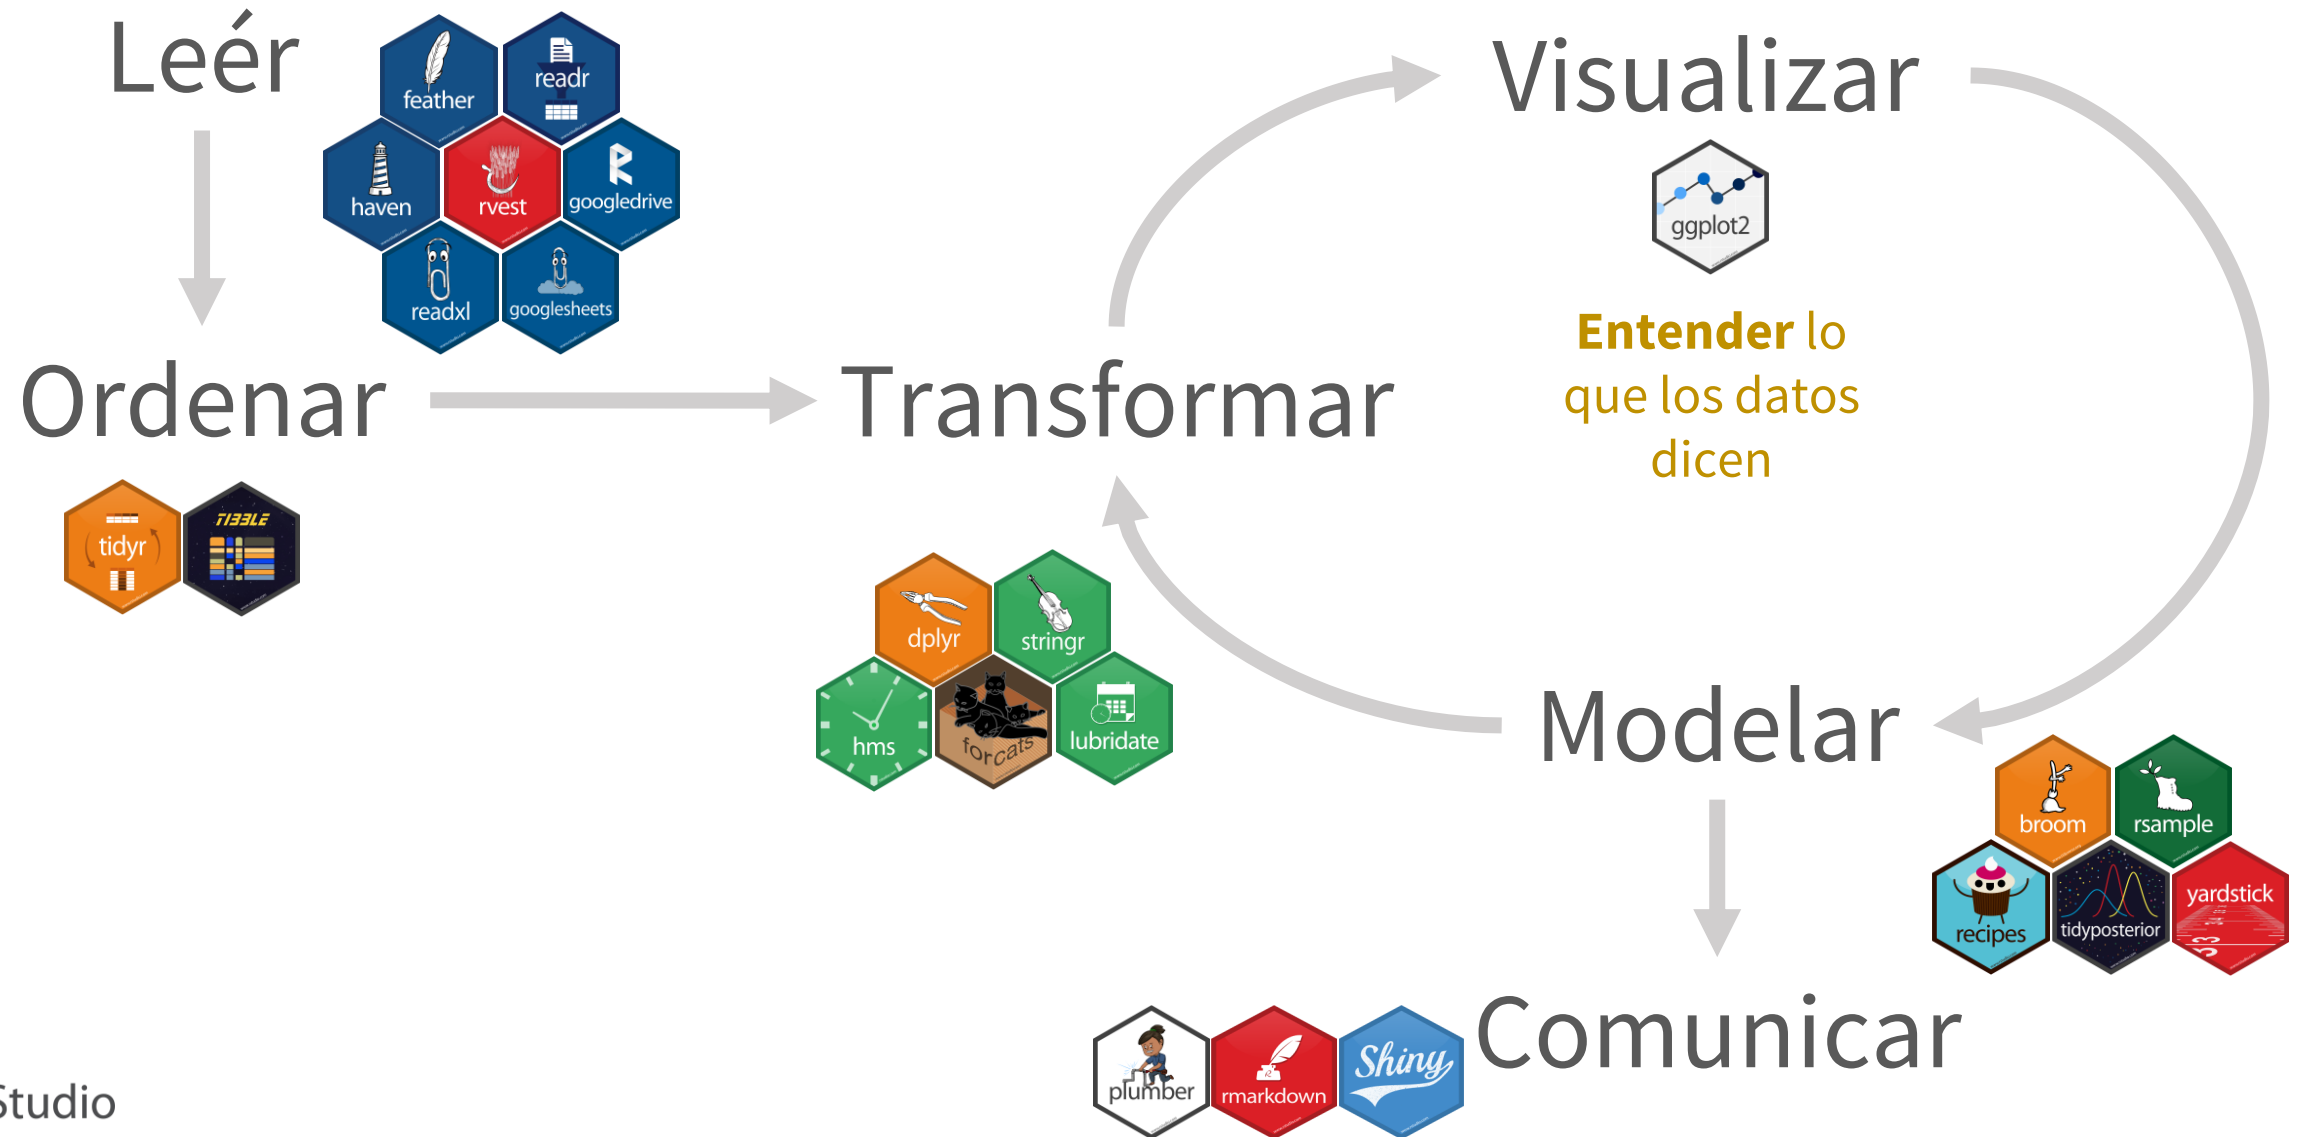 Leér
feather
readr
haven
rvest
googledrive
readxl
googlesheets
Ordenar
tidyr
TIBBLE
Transformar
dplyr
stringr
hms
forcats
lubridate
Visualizar
ggplot2
Entender lo
que los datos
dicen
Modelar
broom
rsample
recipes
tidyposterior
yardstick
Comunicar
plumber
rmarkdown
Shiny
Studio